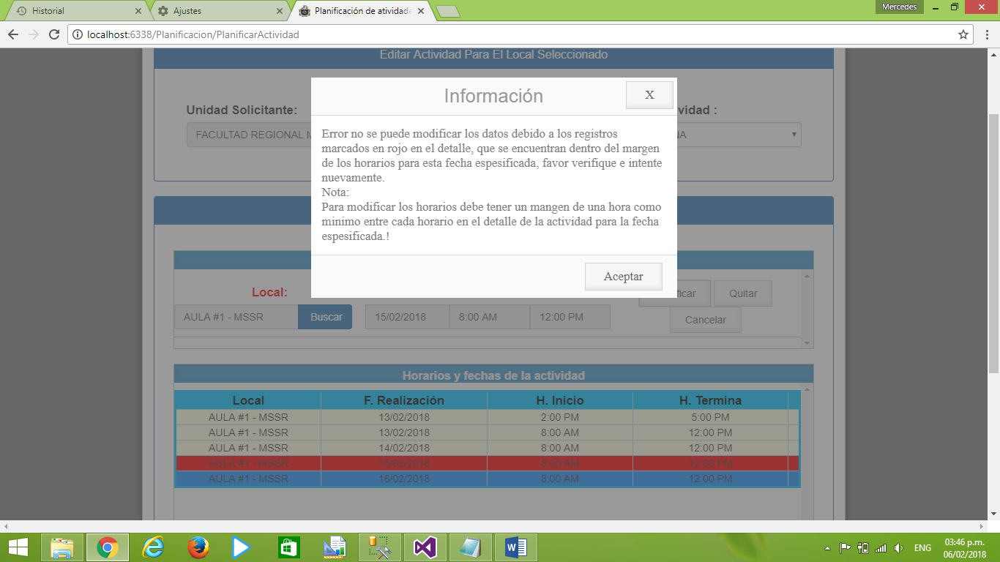 Historial
Ajustes
Planificación de atividade
Mercedes
localhost:6338/Planificacion/PlanificarActividad
Editar Actividad Para El Local Seleccionado
Información
X
Unidad Solicitante:
vidad :
FACULTAD REGIONAL M
NA
Error no se puede modificar los datos debido a los registros
marcados en rojo en el detalle, que se encuentran dentro del margen
de los horarios para esta fecha espesificada, favor verifique e intente
nuevamente.
Nota:
Para modificar los horarios debe tener un mangen de una hora como
minimo entre cada horario en el detalle de la actividad para la fecha
espesificada.!
Aceptar
Local:
ficar
Quitar
AULA #1 - MSSR
Buscar
15/02/2018
8:00 AM
12:00 PM
Cancelar
Horarios y fechas de la actividad
Local F. Realización H. Inicio H. Termina
AULA #1 - MSSR 13/02/2018 2:00 PM 5:00 PM
AULA #1 - MSSR 13/02/2018 8:00 AM 12:00 PM
AULA #1 - MSSR 14/02/2018 8:00 AM 12:00 PM
AULA #1 - MSSR 15/02/2018 8:00 AM 12:00 PM
AULA #1 - MSSR 16/02/2018 8:00 AM 12:00 PM
ENG
03:46 p.m.
06/02/2018